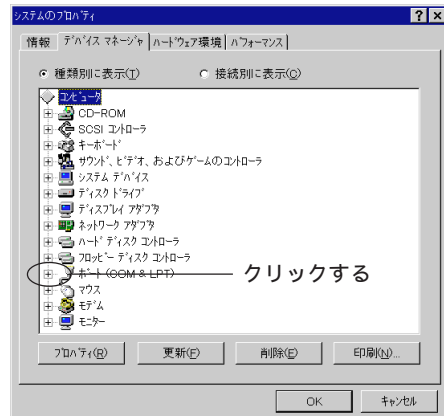 システムのプロパティ
情報 デバイス マネージャ ハードウェア環境 パフォーマンス
種類別に表示(T) 接続別に表示(C)
コンピュータ
CD-ROM
SCSI コントローラ
キーボード
サウンド、ビデオ、およびゲームのコントローラ
システム デバイス
ディスク ドライブ
ディスプレイ アダプタ
ネットワーク アダプタ
ハード ディスク コントローラ
フロッピー ディスク コントローラ
ポート (COM & LPT) クリックする
マウス
モデム
モニター
プロパティ(R) 更新(F) 削除(E) 印刷(N)...
OK キャンセル